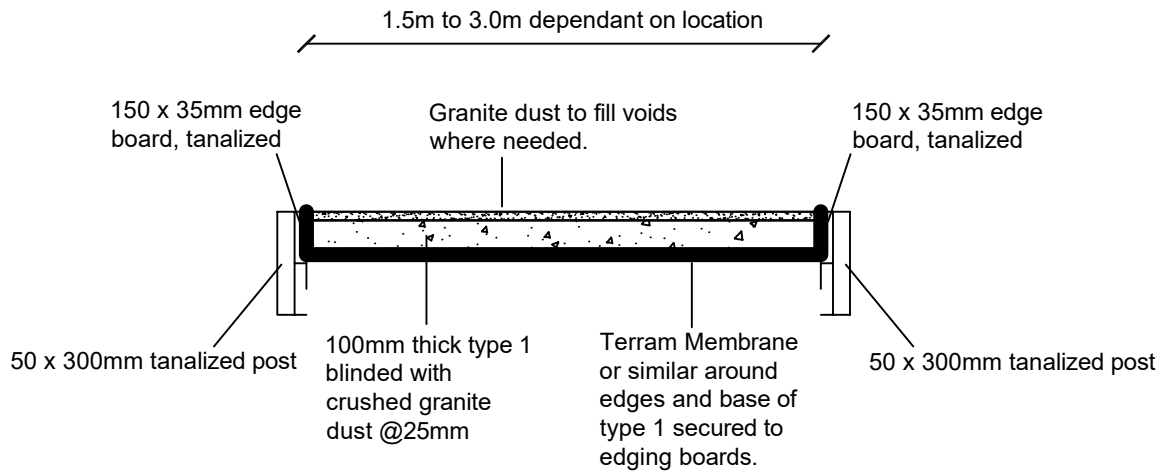 1.5m to 3.0m dependant on location
150 x 35mm edge
board, tanalized
Granite dust to fill voids
where needed.
150 x 35mm edge
board, tanalized
50 x 300mm tanalized post
100mm thick type 1
blinded with
crushed granite
dust @25mm
Terram Membrane
or similar around
edges and base of
type 1 secured to
edging boards.
50 x 300mm tanalized post